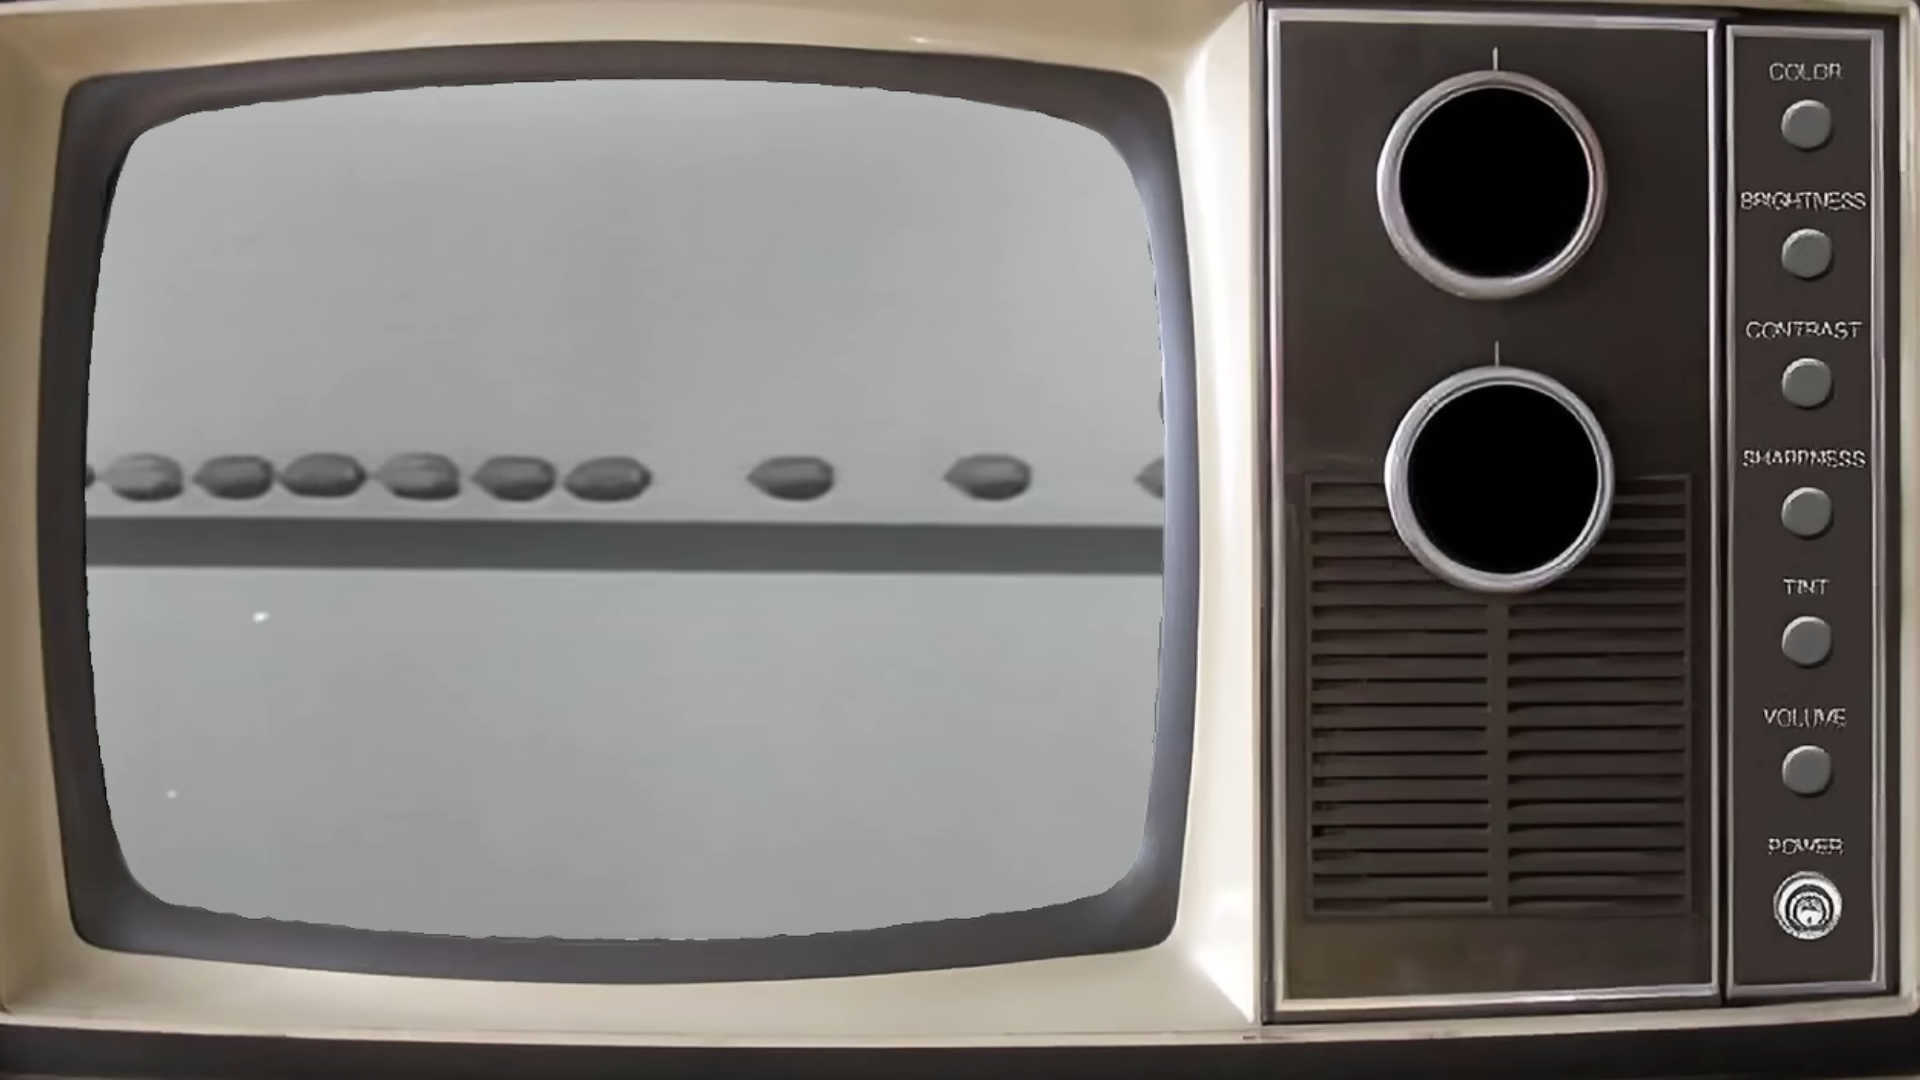 COLOR
BRIGHTNESS
CONTRAST
SHARPNESS
TINT
VOLUME
POWER